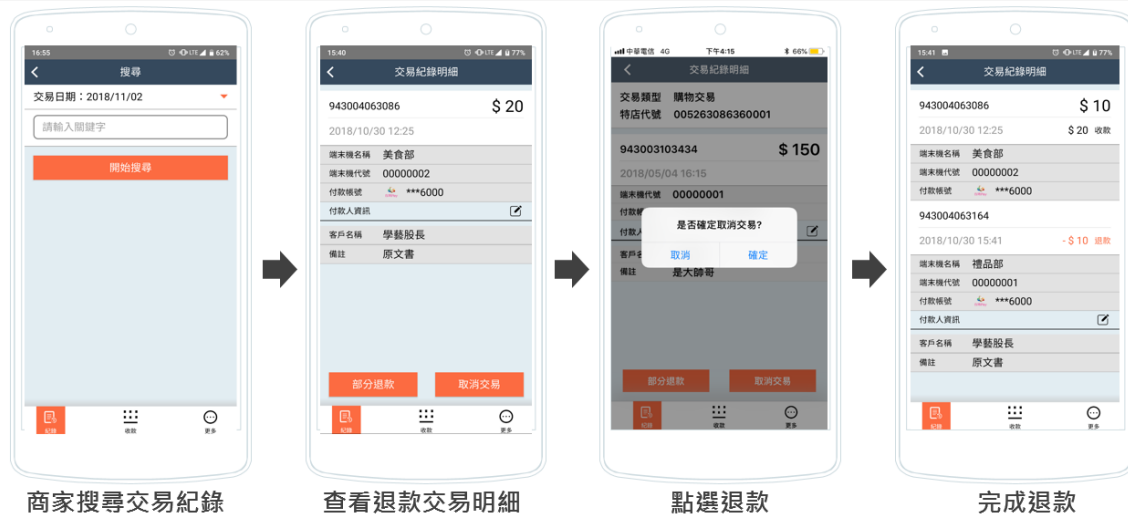 16:55
LTE 62%
搜尋
交易日期：2018/11/02
請輸入關鍵字
開始搜尋
紀錄
收款
更多
商家搜尋交易紀錄
15:40
LTE 77%
交易紀錄明細
943004063086 $ 20
2018/10/30 12:25
端末機名稱 美食部
端末機代號 00000002
付款帳號 ***6000
付款人資訊
客戶名稱 學藝股長
備註 原文書
部分退款 取消交易
紀錄
收款
更多
查看退款交易明細
中華電信 4G 下午4:15 66%
交易紀錄明細
交易類型 購物交易
特店代號 005263086360001
943003103434 $ 150
2018/05/04 16:15
端末機代號 00000001
付款
付款人
是否確定取消交易?
取消 確定
客戶名
備註 是大帥哥
部分退款 取消交易
紀錄
收款
更多
點選退款
15:41 LTE 77%
交易紀錄明細
943004063086 $ 10
2018/10/30 12:25 $ 20 收款
端末機名稱 美食部
端末機代號 00000002
付款帳號 ***6000
943004063164
2018/10/30 15:41 - $ 10 退款
端末機名稱 禮品部
端末機代號 00000001
付款帳號 ***6000
付款人資訊
客戶名稱 學藝股長
備註 原文書
紀錄
收款
更多
完成退款